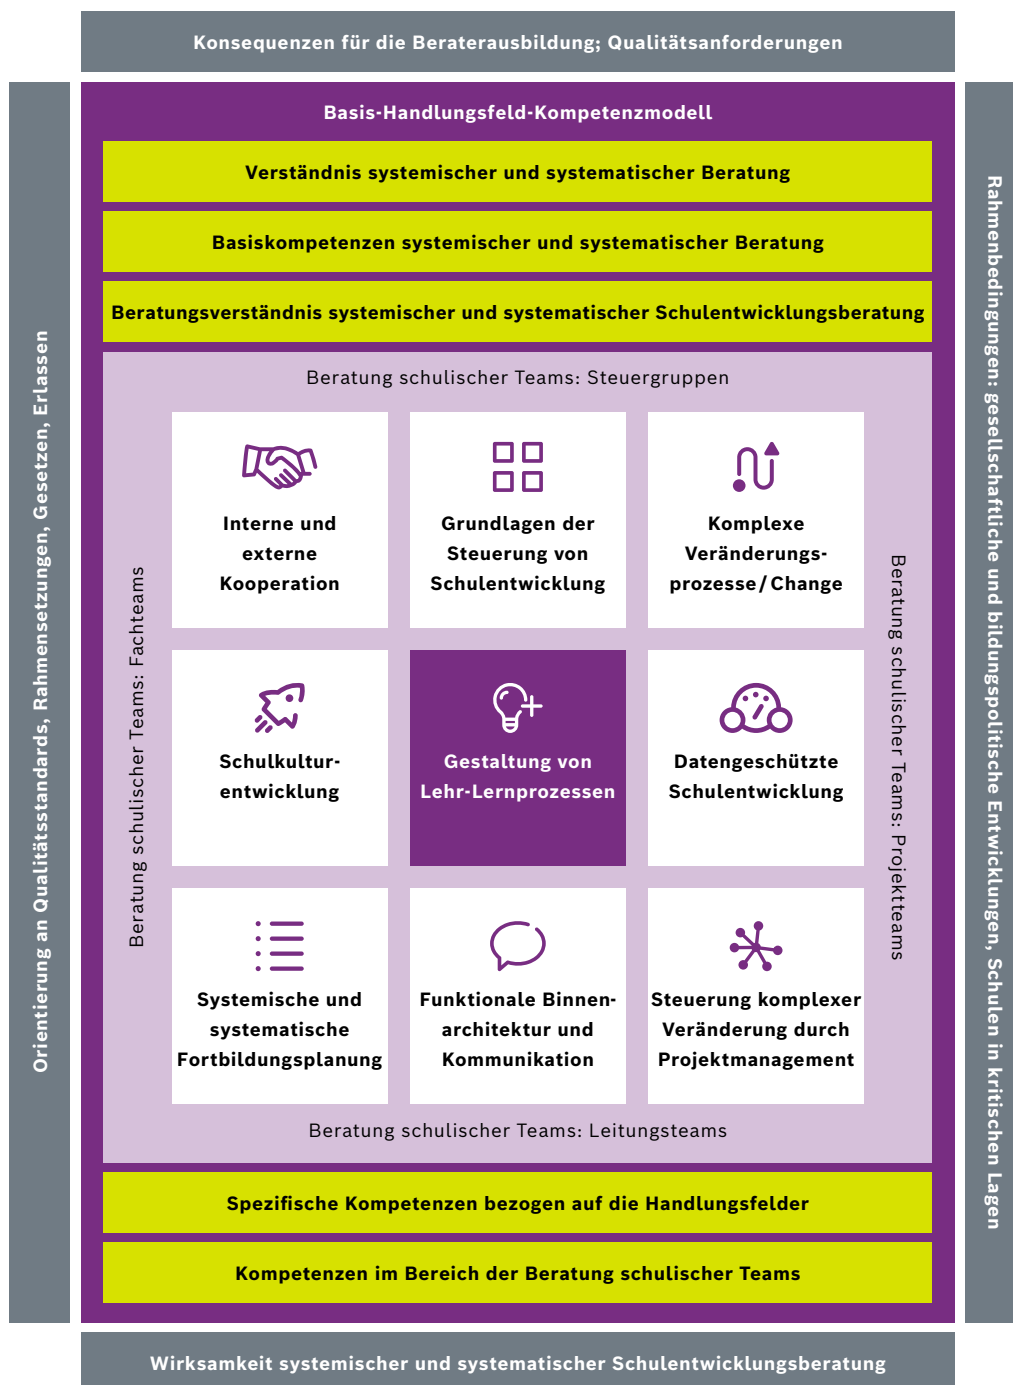 Konsequenzen für die Beraterausbildung; Qualitätsanforderungen
Orientierung an Qualitätsstandards, Rahmensetzungen, Gesetzen, Erlassen
Basis-Handlungsfeld-Kompetenzmodell
Verständnis systemischer und systematischer Beratung
Basiskompetenzen systemischer und systematischer Beratung
Beratungsverständnis systemischer und systematischer Schulentwicklungsberatung
Beratung schulischer Teams: Steuergruppen
Beratung schulischer Teams: Fachteams
Interne und
externe
Kooperation
Grundlagen der
Steuerung von
Schulentwicklung
Komplexe
Veränderungs-
prozesse/Change
Schulkultur-
entwicklung
Gestaltung von
Lehr-Lernprozessen
Datengeschützte
Schulentwicklung
Systemische und
systematische
Fortbildungsplanung
Funktionale Binnen-
architektur und
Kommunikation
Steuerung komplexer
Veränderung durch
Projektmanagement
Beratung schulischer Teams: Projektteams
Beratung schulischer Teams: Leitungsteams
Spezifische Kompetenzen bezogen auf die Handlungsfelder
Kompetenzen im Bereich der Beratung schulischer Teams
Rahmenbedingungen: gesellschaftliche und bildungspolitische Entwicklungen, Schulen in kritischen Lagen
Wirksamkeit systemischer und systematischer Schulentwicklungsberatung